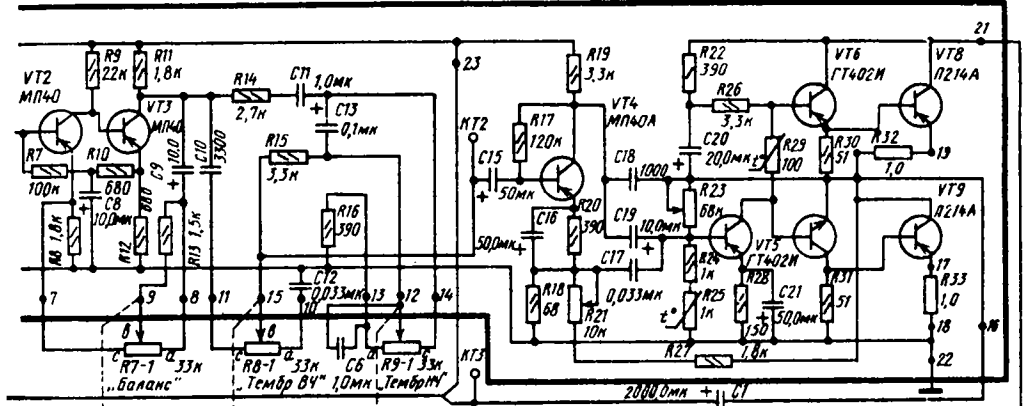 21
R9
22к
R11
1,8к
23
R19
3,3к
R22
390
VT6
ГТ402И
VT8
П214А
VT2
МП40
R14
2,7к
C11
1,0мк
C13
0,1мк
VT3
МП40
R26
3,3к
КТ2
R17
120к
VT4
МП40А
C20
20,0мк
t°
R29
100
R30
51
R32
1,0
19
R7
100к
R10
680
C9
10,0
C10
3300
R15
3,3к
C15
50мк
C18
1000
C8
10,0мк
680
R16
390
R20
390
C19
10,0мк
R23
68к
VT9
П214А
R8 1,8к
R12
R13 1,5к
C16
50,0мк
C17
0,033мк
R24
1к
VT5
ГТ402И
17
C12
0,033мк
10
R18
68
R21
10к
t°
R25
1к
R28
150
C21
50,0мк
R31
51
R33
1,0
7
9
8
11
15
13
12
14
18
16
c
в
a
33к
R7-1
„Баланс"
c
в
a
33к
R8-1
„Тембр ВЧ"
C6
1,0мк
a
c
R9-1
33к
„Тембр НЧ"
КТ3
R27
1,8к
22
2000,0мк
C1